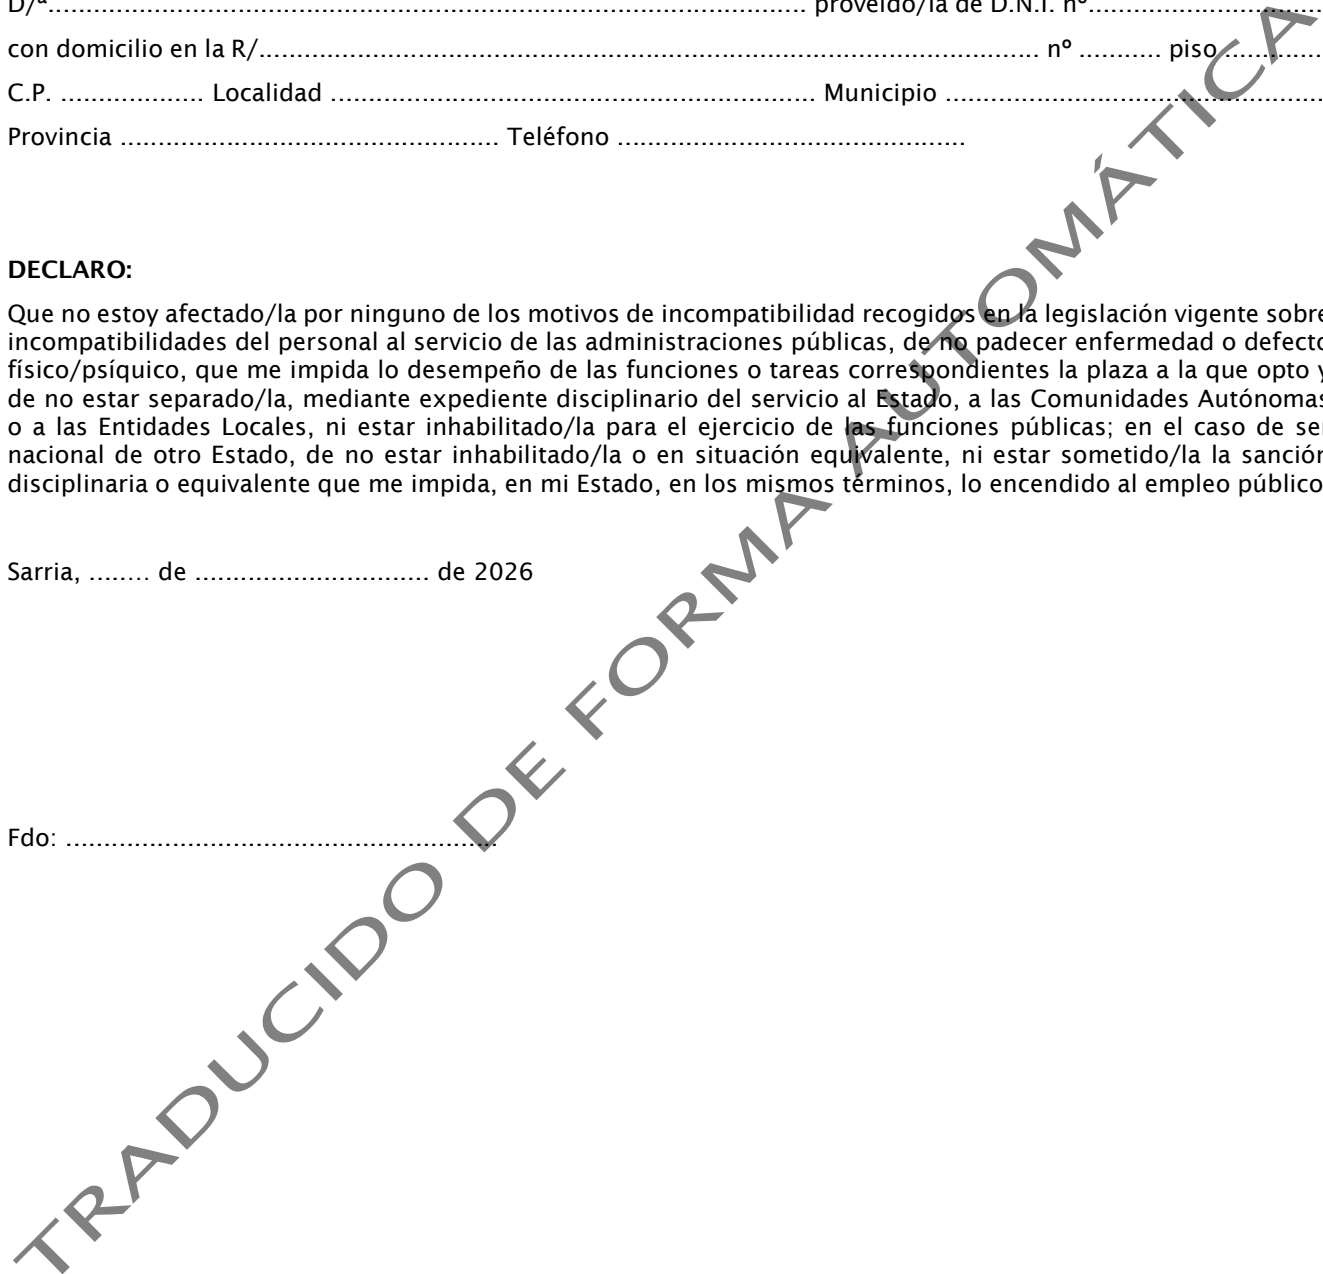 D/ª.................................................................................................... proveído/la de D.N.I. nº...............................
con domicilio en la R/....................................................................................................... nº ........... piso..............
C.P. ................... Localidad ................................................................ Municipio ..................................................
Provincia .................................................. Teléfono ..............................................
DECLARO:
Que no estoy afectado/la por ninguno de los motivos de incompatibilidad recogidos en la legislación vigente sobre
incompatibilidades del personal al servicio de las administraciones públicas, de no padecer enfermedad o defecto
físico/psíquico, que me impida lo desempeño de las funciones o tareas correspondientes la plaza a la que opto y
de no estar separado/la, mediante expediente disciplinario del servicio al Estado, a las Comunidades Autónomas
o a las Entidades Locales, ni estar inhabilitado/la para el ejercicio de las funciones públicas; en el caso de ser
nacional de otro Estado, de no estar inhabilitado/la o en situación equivalente, ni estar sometido/la la sanción
disciplinaria o equivalente que me impida, en mi Estado, en los mismos términos, lo encendido al empleo público
Sarria, ........ de ............................... de 2026
Fdo: .........................................................
TRADUCIDO DE FORMA AUTOMÁTICA